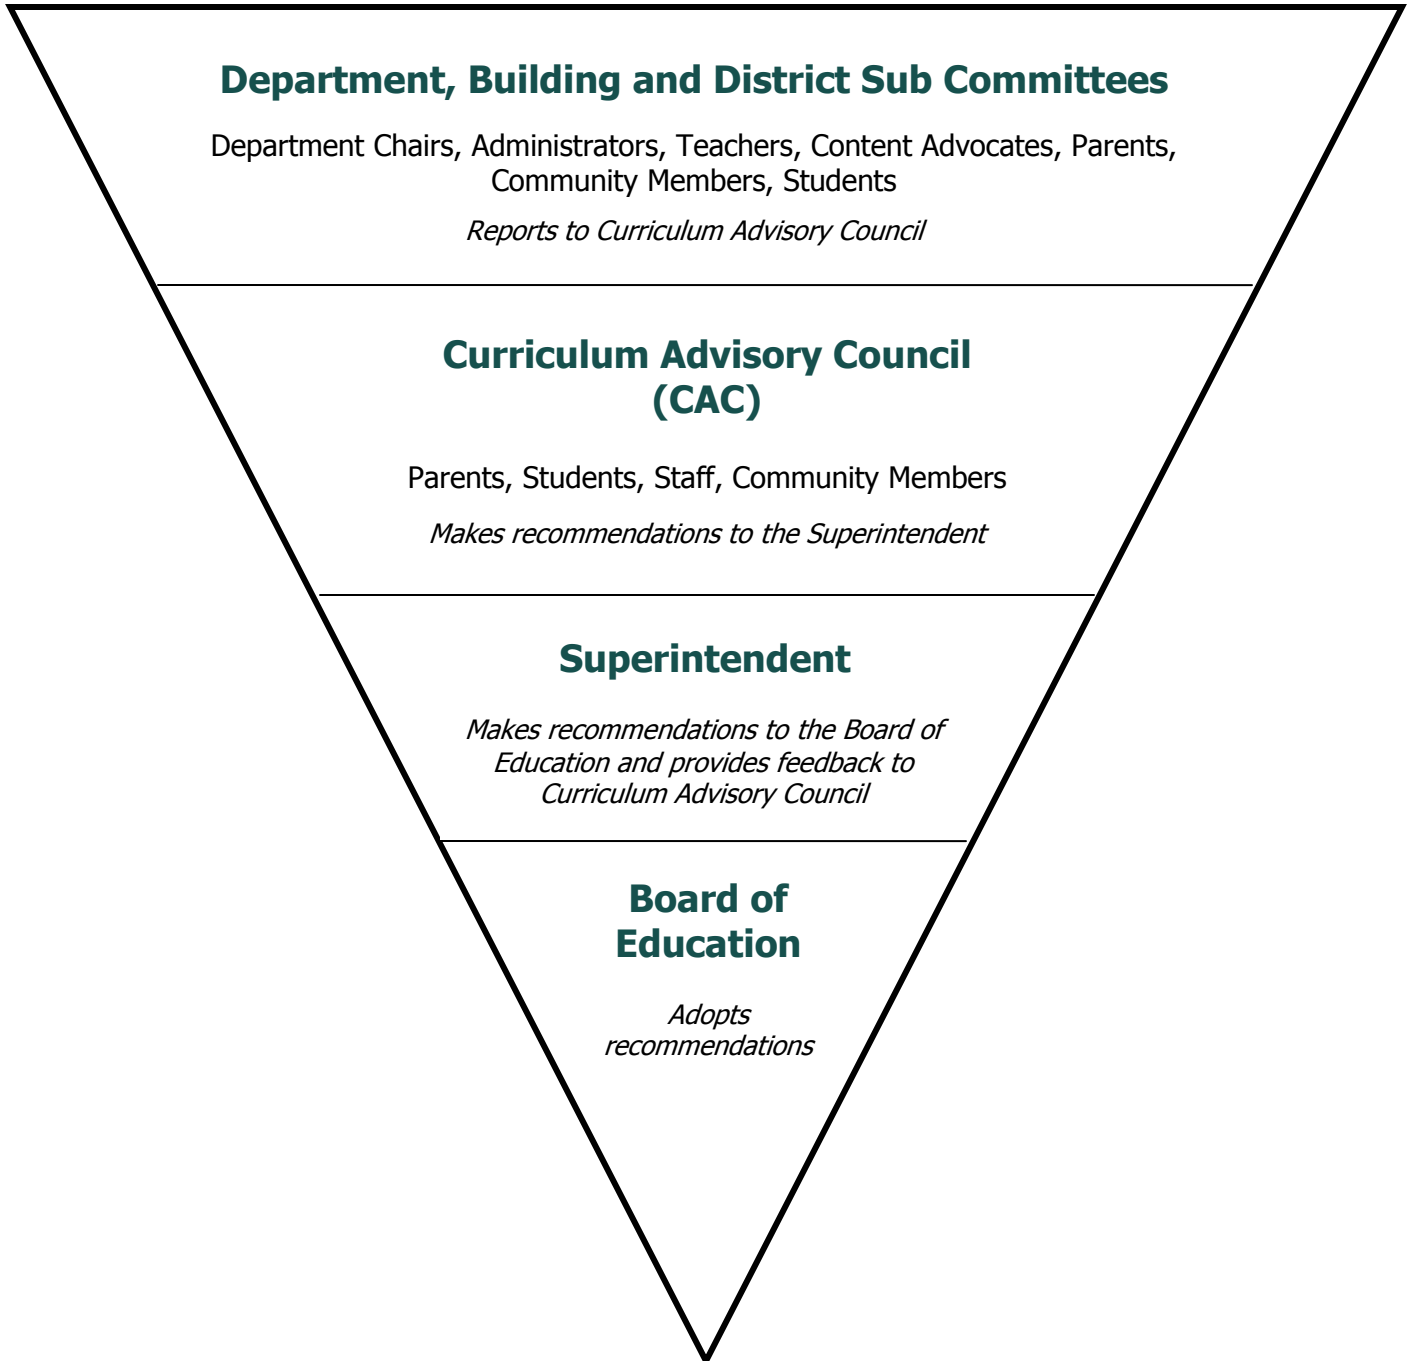 Department, Building and District Sub Committees
Department Chairs, Administrators, Teachers, Content Advocates, Parents,
Community Members, Students
Reports to Curriculum Advisory Council
Curriculum Advisory Council
(CAC)
Parents, Students, Staff, Community Members
Makes recommendations to the Superintendent
Superintendent
Makes recommendations to the Board of
Education and provides feedback to
Curriculum Advisory Council
Board of
Education
Adopts
recommendations